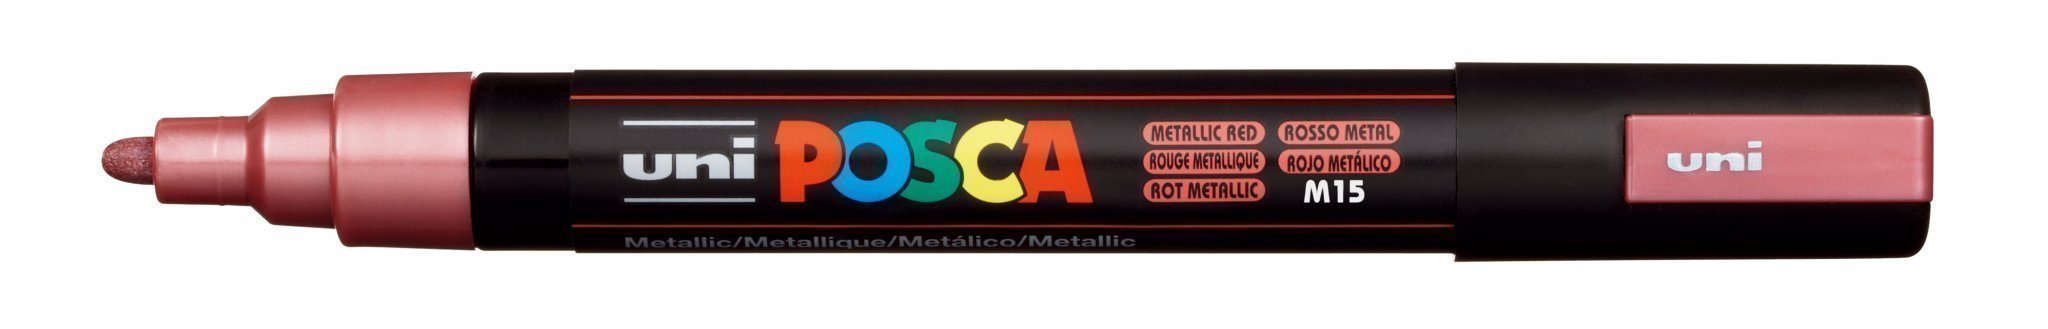 uni POSCA
METALLIC RED
ROUGE METALLIQUE
ROT METALLIC
ROSSO METAL
ROJO METÁLICO
M15
Metallic/Metallique/Metálico/Metallic
uni